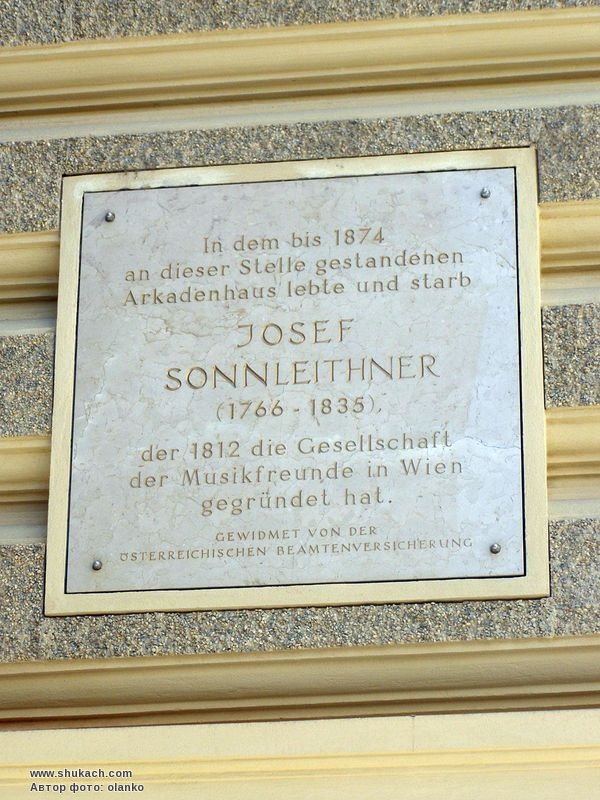 In dem bis 1874
an dieser Stelle gestandenen
Arkadenhaus lebte und starb
JOSEF
SONNLEITHNER
(1766 - 1835),
der 1812 die Gesellschaft
der Musikfreunde in Wien
gegründet hat.
GEWIDMET VON DER
ÖSTERREICHISCHEN BEAMTENVERSICHERUNG
www.shukach.com
Автор фото: olanko